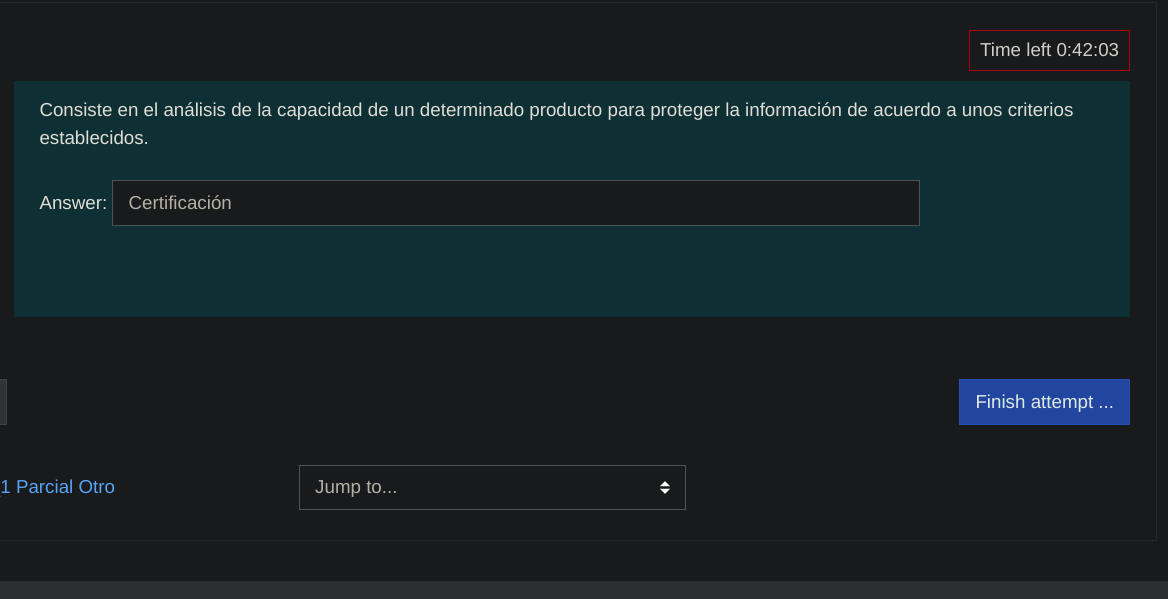 Time left 0:42:03
Consiste en el análisis de la capacidad de un determinado producto para proteger la información de acuerdo a unos criterios
establecidos.
Answer: Certificación
Finish attempt ...
1 Parcial Otro
Jump to...